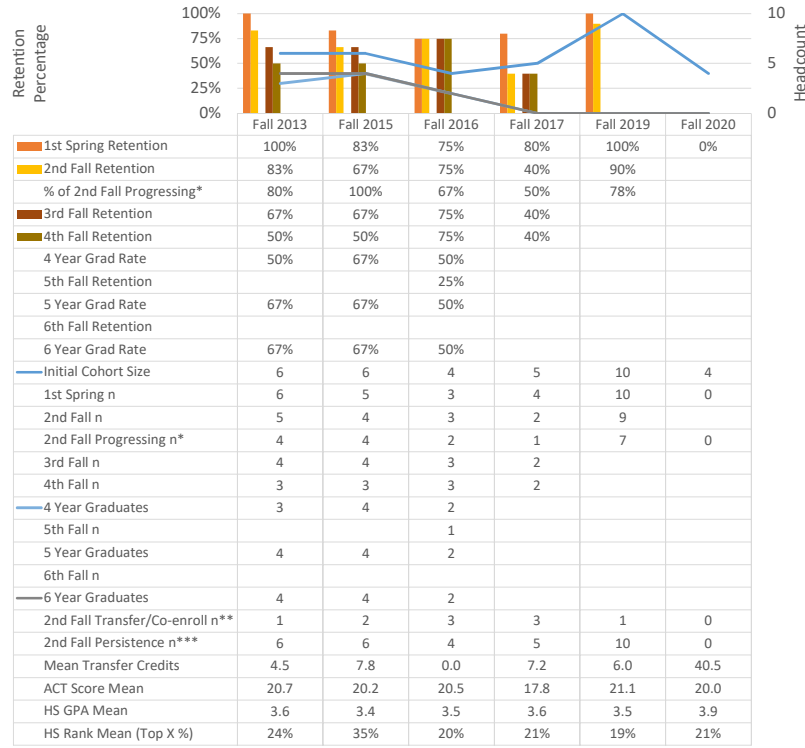 100%
75%
50%
25%
0%
Retention
Percentage
10
5
0
Headcount
Fall 2013 Fall 2015 Fall 2016 Fall 2017 Fall 2019 Fall 2020
1st Spring Retention 100% 83% 75% 80% 100% 0%
2nd Fall Retention 83% 67% 75% 40% 90%
% of 2nd Fall Progressing* 80% 100% 67% 50% 78%
3rd Fall Retention 67% 67% 75% 40%
4th Fall Retention 50% 50% 75% 40%
4 Year Grad Rate 50% 67% 50%
5th Fall Retention 25%
5 Year Grad Rate 67% 67% 50%
6th Fall Retention
6 Year Grad Rate 67% 67% 50%
Initial Cohort Size 6 6 4 5 10 4
1st Spring n 6 5 3 4 10 0
2nd Fall n 5 4 3 2 9
2nd Fall Progressing n* 4 4 2 1 7 0
3rd Fall n 4 4 3 2
4th Fall n 3 3 3 2
4 Year Graduates 3 4 2
5th Fall n 1
5 Year Graduates 4 4 2
6th Fall n
6 Year Graduates 4 4 2
2nd Fall Transfer/Co-enroll n** 1 2 3 3 1 0
2nd Fall Persistence n*** 6 6 4 5 10 0
Mean Transfer Credits 4.5 7.8 0.0 7.2 6.0 40.5
ACT Score Mean 20.7 20.2 20.5 17.8 21.1 20.0
HS GPA Mean 3.6 3.4 3.5 3.6 3.5 3.9
HS Rank Mean (Top X %) 24% 35% 20% 21% 19% 21%